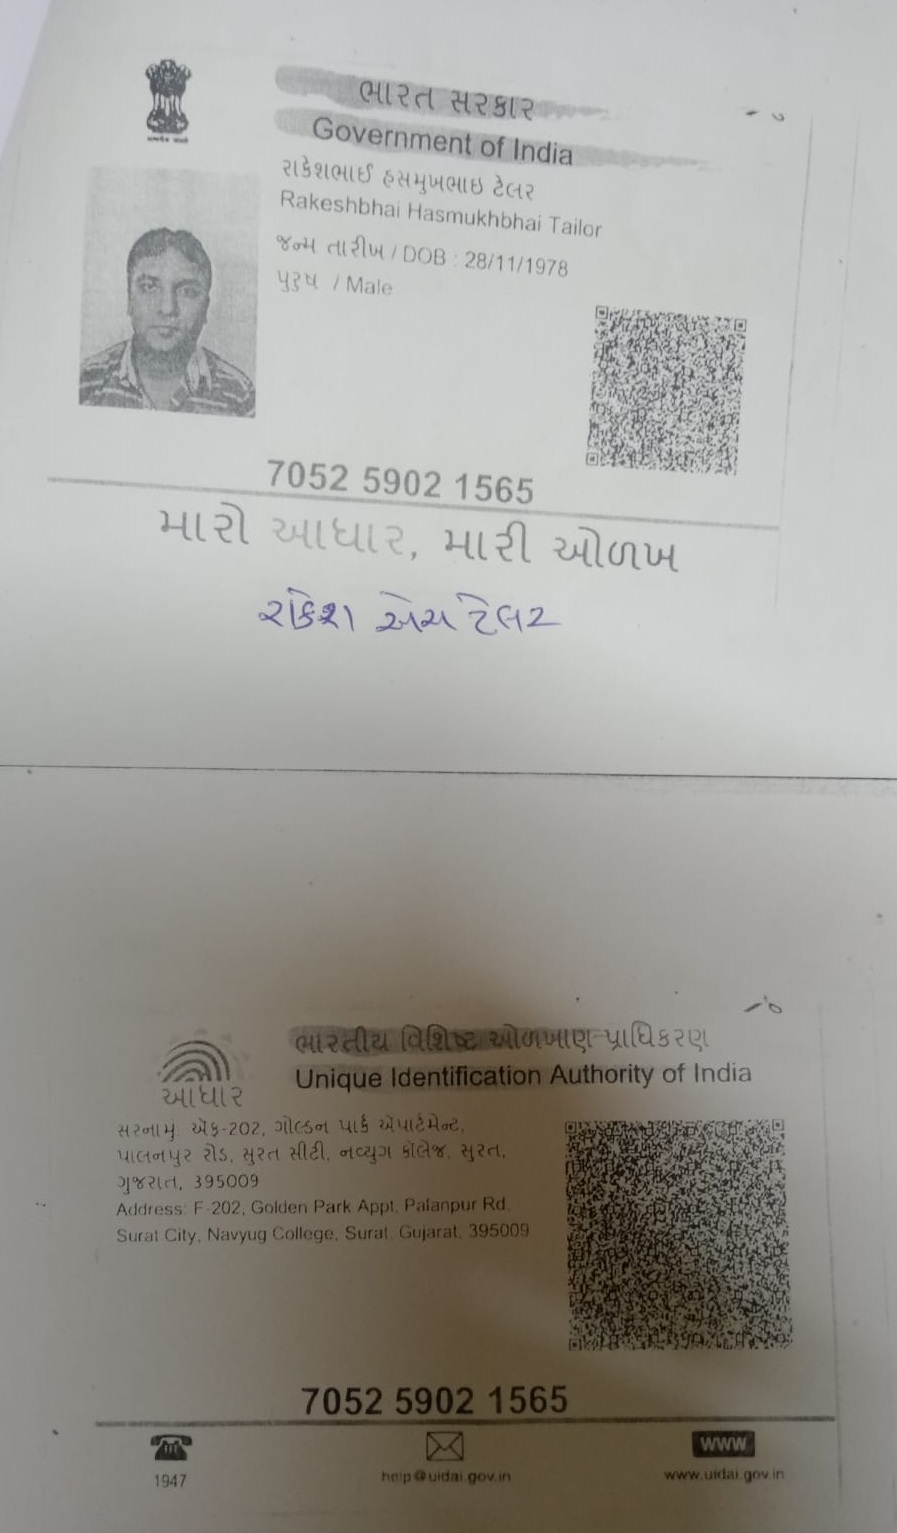 ભારત સરકાર
Government of India
રાકેશભાઈ હસમુખભાઇ ટેલર
Rakeshbhai Hasmukhbhai Tailor
જન્મ તારીખ / DOB : 28/11/1978
પુરુષ / Male
7052 5902 1565
મારો આધાર, મારી ઓળખ
રાકેશ એચ ટેલર
ભારતીય વિશિષ્ટ ઓળખાણ પ્રાધિકરણ
Unique Identification Authority of India
આધાર
સરનામુ: એફ-202, ગોલ્ડન પાર્ક એપાર્ટમેન્ટ,
પાલનપુર રોડ, સુરત સીટી, નવ્યુગ કૉલેજ, સુરત,
ગુજરાત, 395009
Address: F-202, Golden Park Appt, Palanpur Rd,
Surat City, Navyug College, Surat, Gujarat, 395009
7052 5902 1565
1947
help@uidai.gov.in
WWW
www.uidai.gov.in